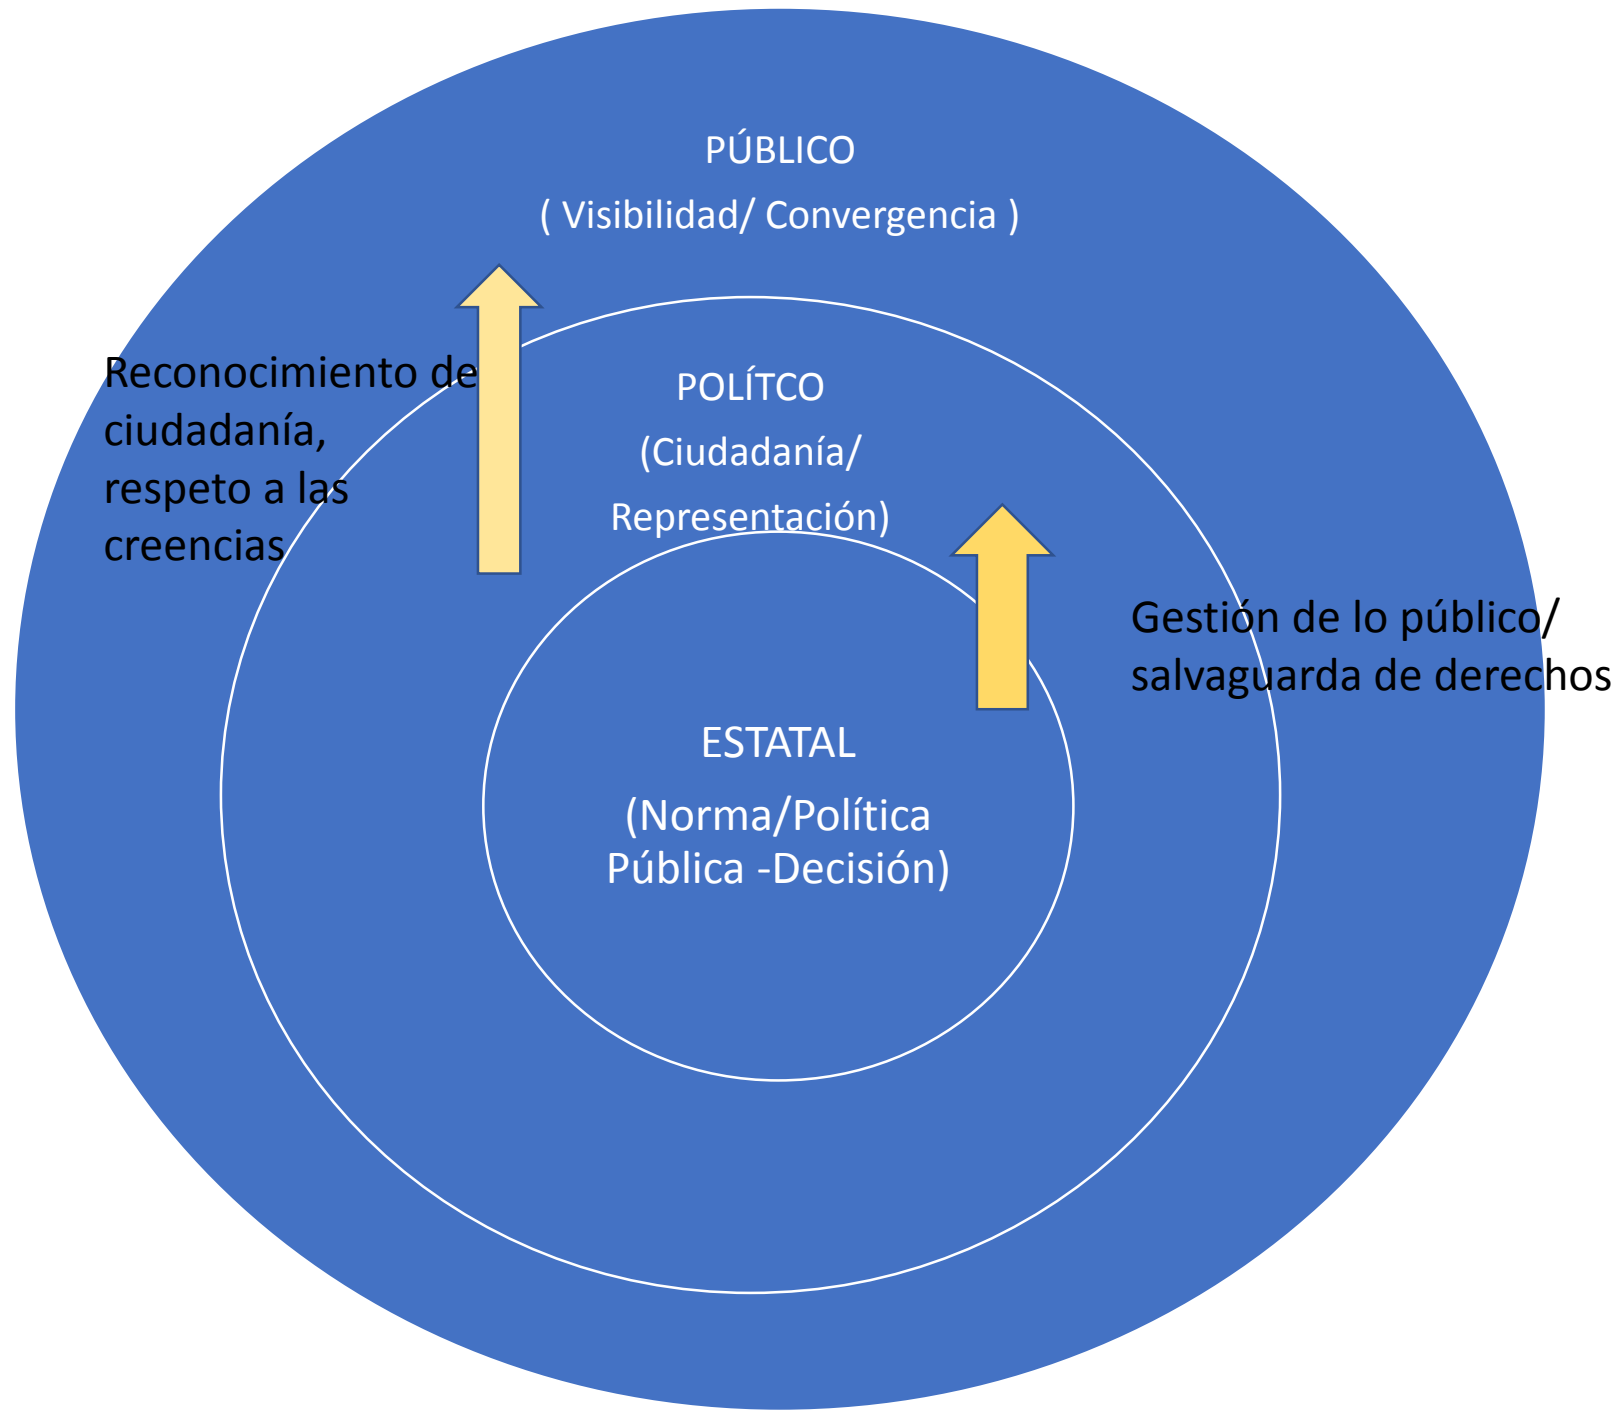 PÚBLICO
( Visibilidad/ Convergencia )
Reconocimiento de
ciudadanía,
respeto a las
creencias
POLÍTCO
(Ciudadanía/
Representación)
Gestión de lo público/
salvaguarda de derechos
ESTATAL
(Norma/Política
Pública -Decisión)